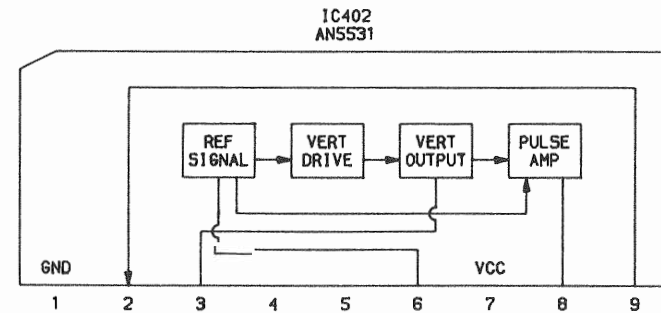 IC402
AN5531
REF SIGNAL
VERT DRIVE
VERT OUTPUT
PULSE AMP
GND
VCC
1 2 3 4 5 6 7 8 9